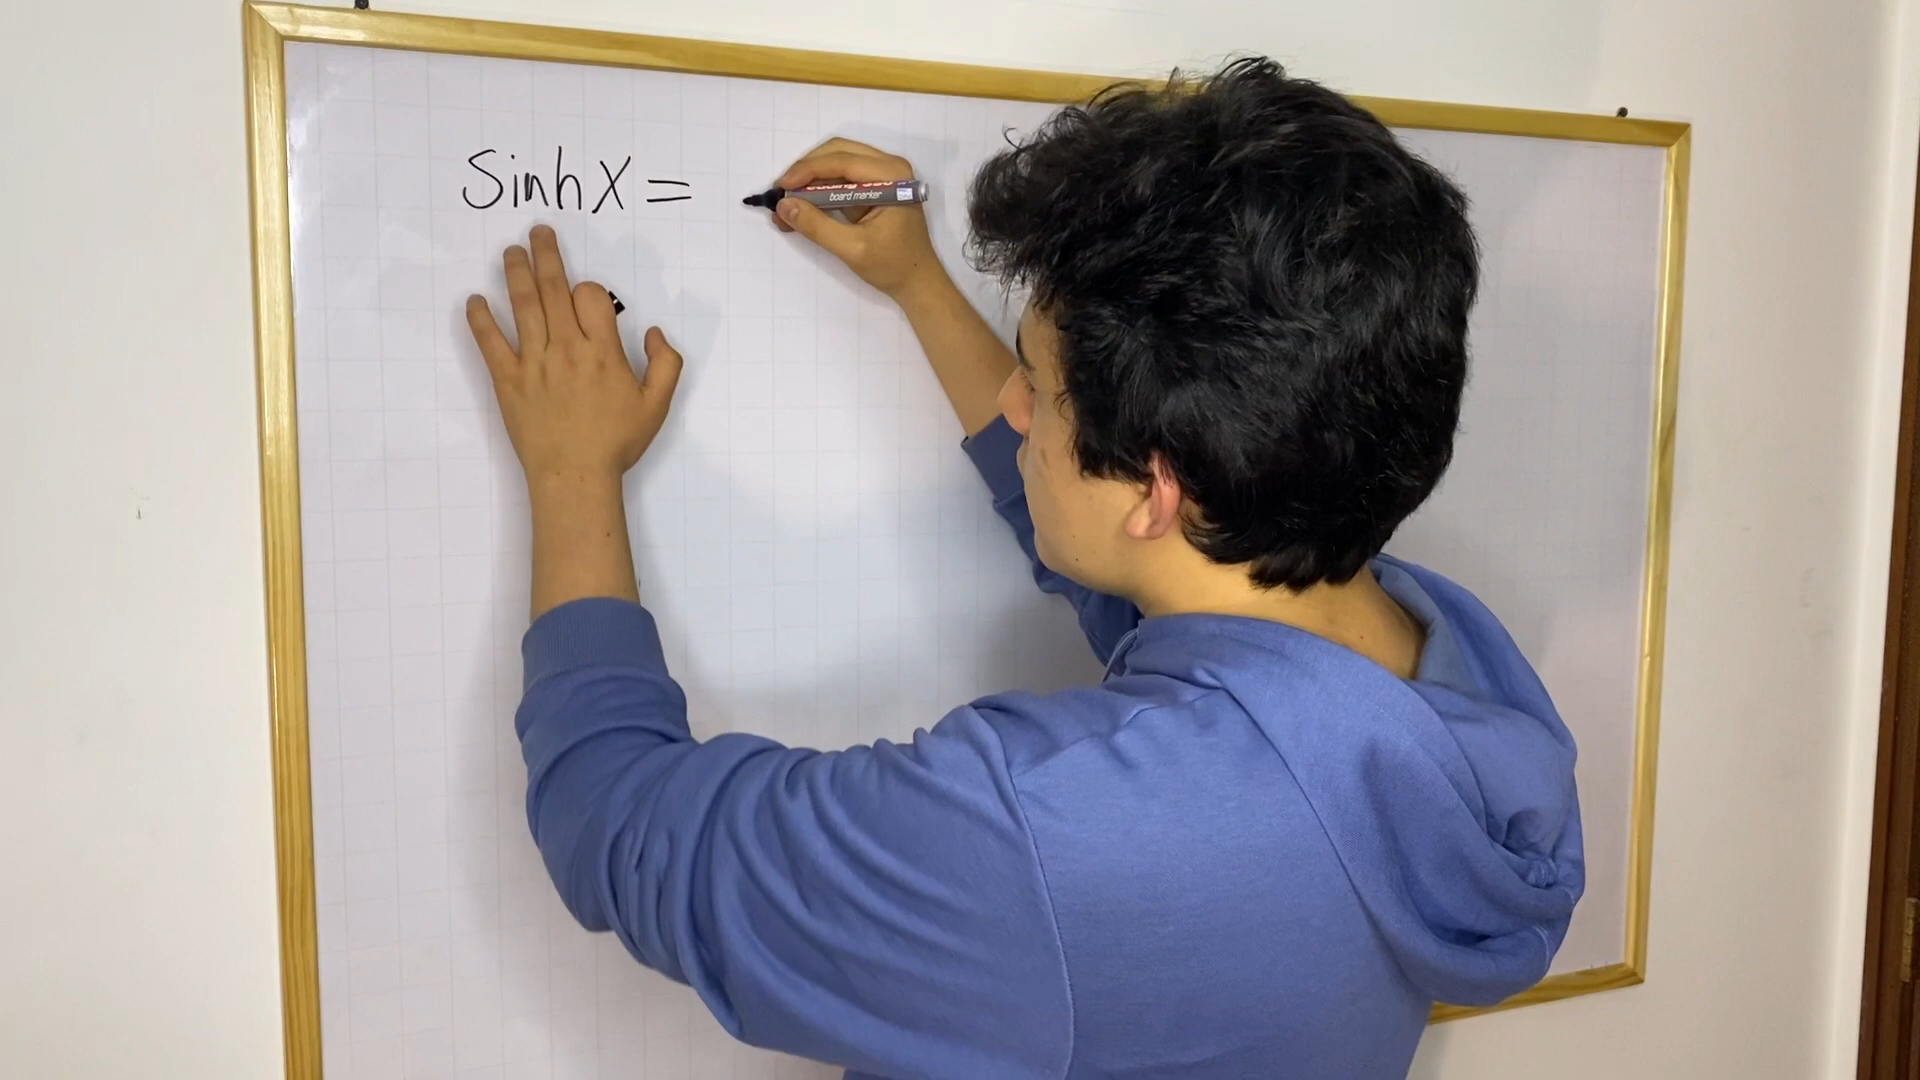 Sinh X =
board marker